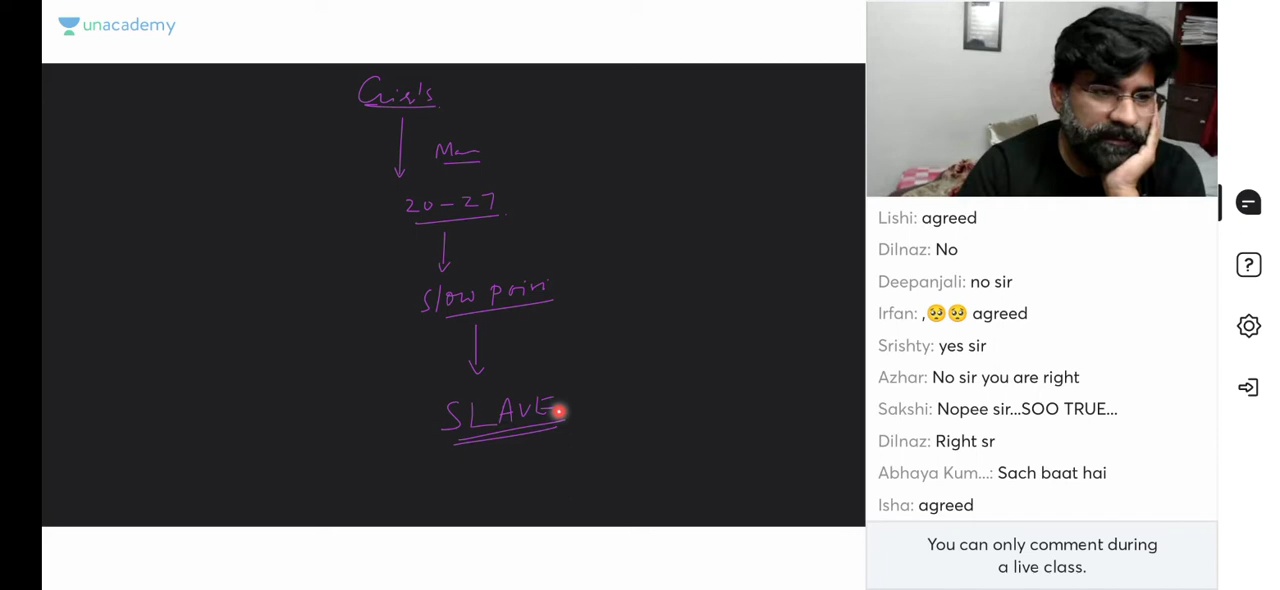 unacademy
Crisis
Man
20 - 27
Slow poisi
SLAVE
Lishi: agreed
Dilnaz: No
Deepanjali: no sir
Irfan: ,🥺🥺 agreed
Srishty: yes sir
Azhar: No sir you are right
Sakshi: Nopee sir...SOO TRUE...
Dilnaz: Right sr
Abhaya Kum...: Sach baat hai
Isha: agreed
You can only comment during
a live class.